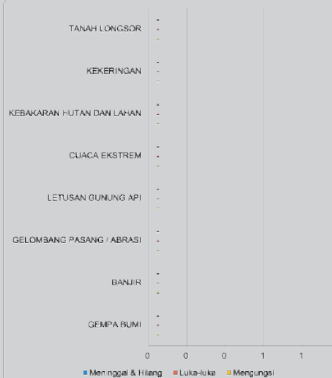 TANAH LONGSOR
KEKERINGAN
KEBAKARAN HUTAN DAN LAHAN
CUACA EKSTREM
LETUSAN GUNUNG API
GELOMBANG PASANG / ABRASI
BANJIR
GEMPA BUMI
0 0 0 1 1
Meninggal & Hilang Luka-luka Mengungsi